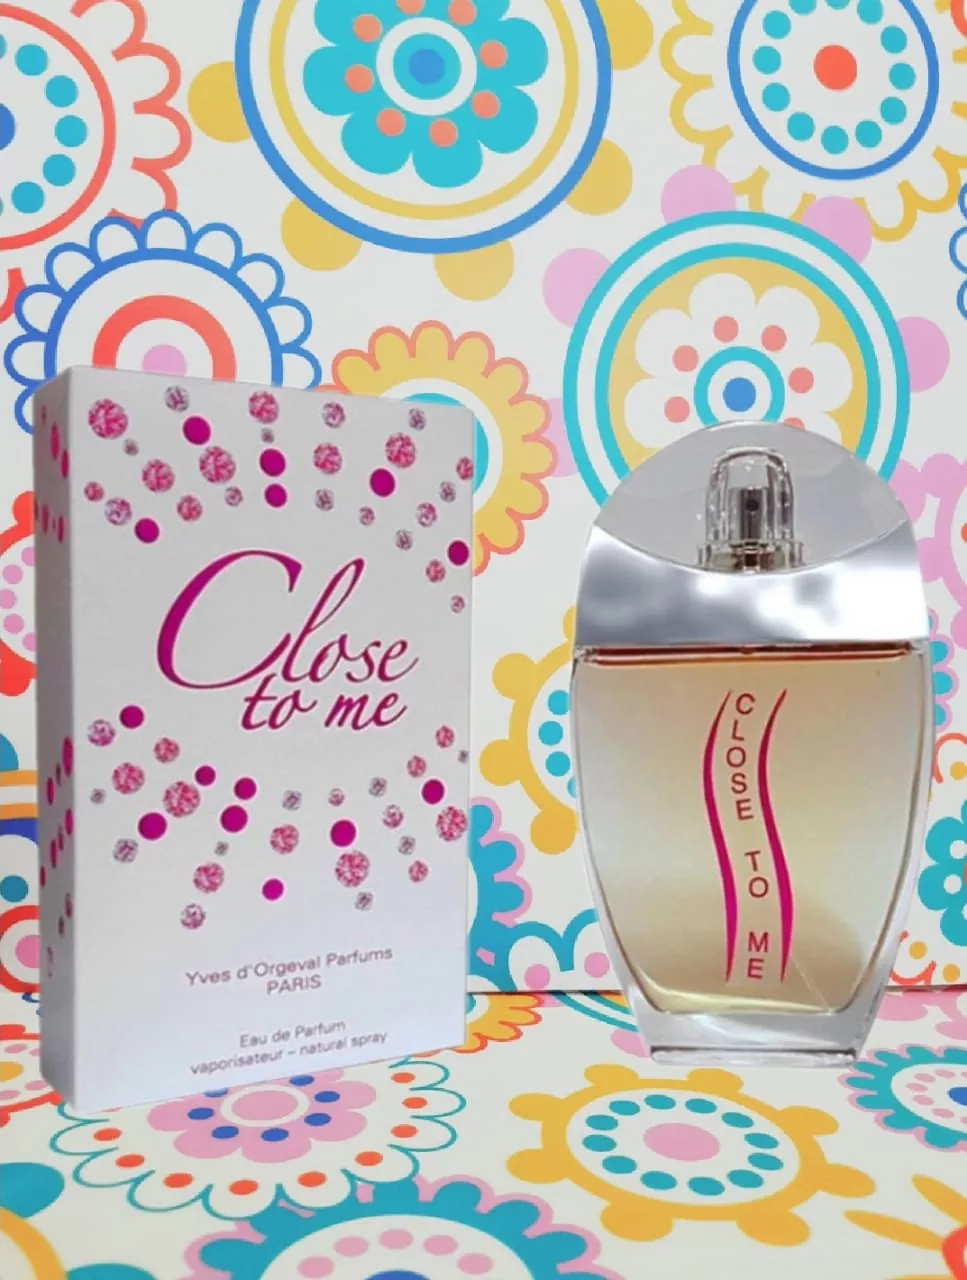 Close
to me
Yves d'Orgeval Parfums
PARIS
Eau de Parfum
vaporisateur – natural spray
CLOSE TO ME